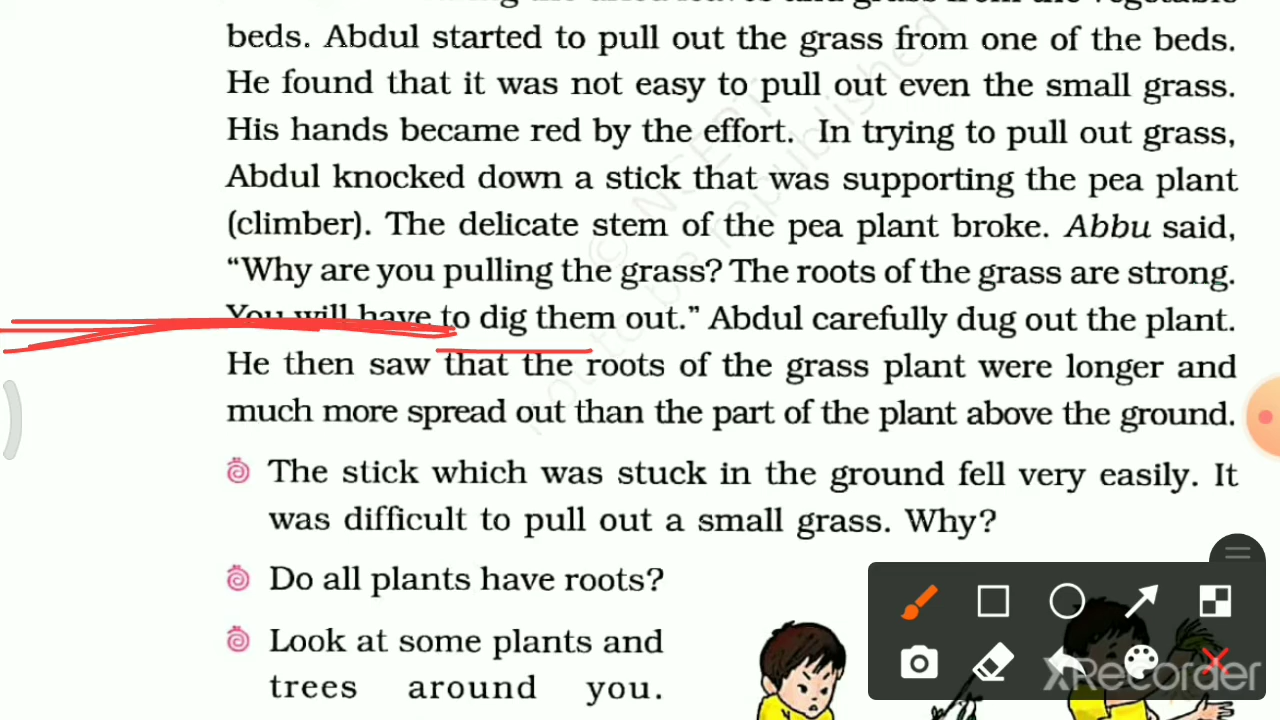 beds. Abdul started to pull out the grass from one of the beds.
He found that it was not easy to pull out even the small grass.
His hands became red by the effort. In trying to pull out grass,
Abdul knocked down a stick that was supporting the pea plant
(climber). The delicate stem of the pea plant broke. Abbu said,
“Why are you pulling the grass? The roots of the grass are strong.
You will have to dig them out.” Abdul carefully dug out the plant.
He then saw that the roots of the grass plant were longer and
much more spread out than the part of the plant above the ground.
The stick which was stuck in the ground fell very easily. It
was difficult to pull out a small grass. Why?
Do all plants have roots?
Look at some plants and
trees around you.
© NCERT
not to be republished
XRecorder